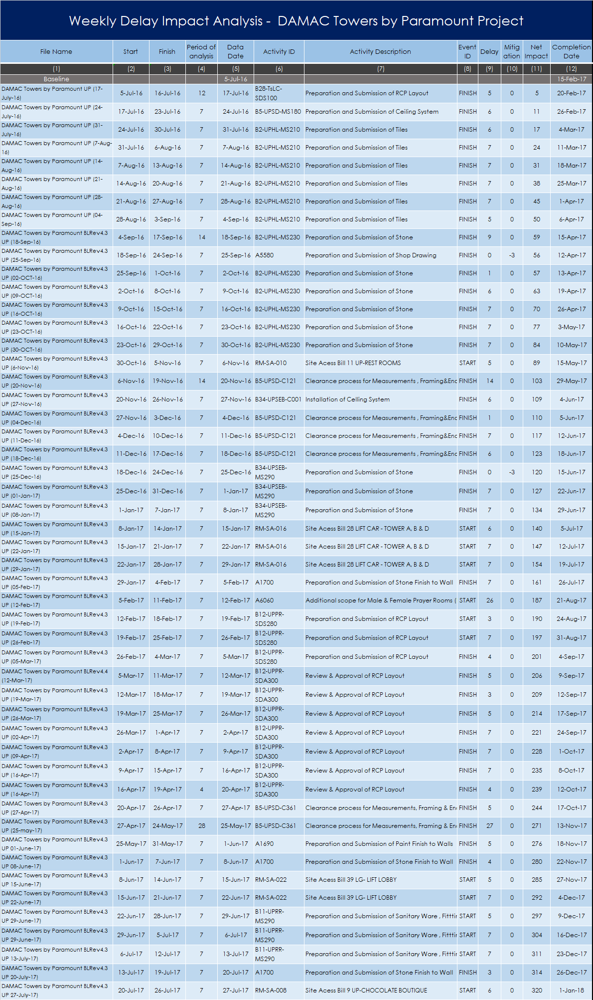 Weekly Delay Impact Analysis - DAMAC Towers by Paramount Project
File Name Start Finish Period of analysis Data Date Activity ID Activity Description Event ID Delay Mitig ation Net Impact Completion Date
(1) (2) (3) (4) (5) (6) (7) (8) (9) (10) (11) (12)
Baseline 5-Jul-16 15-Feb-17
DAMAC Towers by Paramount UP (17-July-16) 5-Jul-16 16-Jul-16 12 17-Jul-16 B28-TsLC-SDS100 Preparation and Submission of RCP Layout FINISH 5 0 5 20-Feb-17
DAMAC Towers by Paramount UP (24-July-16) 17-Jul-16 23-Jul-16 7 24-Jul-16 B5-UPSD-MS180 Preparation and Submission of Ceiling System FINISH 6 0 11 26-Feb-17
DAMAC Towers by Paramount UP (31-July-16) 24-Jul-16 30-Jul-16 7 31-Jul-16 B2-UPHL-MS210 Preparation and Submission of Tiles FINISH 6 0 17 4-Mar-17
DAMAC Towers by Paramount UP (7-Aug-16) 31-Jul-16 6-Aug-16 7 7-Aug-16 B2-UPHL-MS210 Preparation and Submission of Tiles FINISH 7 0 24 11-Mar-17
DAMAC Towers by Paramount UP (14-Aug-16) 7-Aug-16 13-Aug-16 7 14-Aug-16 B2-UPHL-MS210 Preparation and Submission of Tiles FINISH 7 0 31 18-Mar-17
DAMAC Towers by Paramount UP (21-Aug-16) 14-Aug-16 20-Aug-16 7 21-Aug-16 B2-UPHL-MS210 Preparation and Submission of Tiles FINISH 7 0 38 25-Mar-17
DAMAC Towers by Paramount UP (28-Aug-16) 21-Aug-16 27-Aug-16 7 28-Aug-16 B2-UPHL-MS210 Preparation and Submission of Tiles FINISH 7 0 45 1-Apr-17
DAMAC Towers by Paramount UP (04-Sep-16) 28-Aug-16 3-Sep-16 7 4-Sep-16 B2-UPHL-MS210 Preparation and Submission of Tiles FINISH 5 0 50 6-Apr-17
DAMAC Towers by Paramount BLRev4.3 UP (18-Sep-16) 4-Sep-16 17-Sep-16 14 18-Sep-16 B2-UPHL-MS230 Preparation and Submission of Stone FINISH 9 0 59 15-Apr-17
DAMAC Towers by Paramount BLRev4.3 UP (25-Sep-16) 18-Sep-16 24-Sep-16 7 25-Sep-16 A5580 Preparation and Submission of Shop Drawing FINISH 0 -3 56 12-Apr-17
DAMAC Towers by Paramount BLRev4.3 UP (02-OCT-16) 25-Sep-16 1-Oct-16 7 2-Oct-16 B2-UPHL-MS230 Preparation and Submission of Stone FINISH 1 0 57 13-Apr-17
DAMAC Towers by Paramount BLRev4.3 UP (09-OCT-16) 2-Oct-16 8-Oct-16 7 9-Oct-16 B2-UPHL-MS230 Preparation and Submission of Stone FINISH 6 0 63 19-Apr-17
DAMAC Towers by Paramount BLRev4.3 UP (16-OCT-16) 9-Oct-16 15-Oct-16 7 16-Oct-16 B2-UPHL-MS230 Preparation and Submission of Stone FINISH 7 0 70 26-Apr-17
DAMAC Towers by Paramount BLRev4.3 UP (23-OCT-16) 16-Oct-16 22-Oct-16 7 23-Oct-16 B2-UPHL-MS230 Preparation and Submission of Stone FINISH 7 0 77 3-May-17
DAMAC Towers by Paramount BLRev4.3 UP (30-OCT-16) 23-Oct-16 29-Oct-16 7 30-Oct-16 B2-UPHL-MS230 Preparation and Submission of Stone FINISH 7 0 84 10-May-17
DAMAC Towers by Paramount BLRev4.3 UP (6-Nov-16) 30-Oct-16 5-Nov-16 7 6-Nov-16 RM-SA-010 Site Acess Bill 11 UP-REST ROOMS START 5 0 89 15-May-17
DAMAC Towers by Paramount BLRev4.3 UP (20-Nov-16) 6-Nov-16 19-Nov-16 14 20-Nov-16 B5-UPSD-C121 Clearance process for Measurements , Framing&Enc FINISH 14 0 103 29-May-17
DAMAC Towers by Paramount BLRev4.3 UP (27-Nov-16) 20-Nov-16 26-Nov-16 7 27-Nov-16 B34-UPSEB-C001 Installation of Celling System FINISH 6 0 109 4-Jun-17
DAMAC Towers by Paramount BLRev4.3 UP (04-Dec-16) 27-Nov-16 3-Dec-16 7 4-Dec-16 B5-UPSD-C121 Clearance process for Measurements , Framing&Enc FINISH 1 0 110 5-Jun-17
DAMAC Towers by Paramount BLRev4.3 UP (11-Dec-16) 4-Dec-16 10-Dec-16 7 11-Dec-16 B5-UPSD-C121 Clearance process for Measurements , Framing&Enc FINISH 7 0 117 12-Jun-17
DAMAC Towers by Paramount BLRev4.3 UP (18-Dec-16) 11-Dec-16 17-Dec-16 7 18-Dec-16 B5-UPSD-C121 Clearance process for Measurements , Framing&Enc FINISH 6 0 123 18-Jun-17
DAMAC Towers by Paramount BLRev4.3 UP (25-Dec-16) 18-Dec-16 24-Dec-16 7 25-Dec-16 B34-UPSEB-MS290 Preparation and Submission of Stone FINISH 0 -3 120 15-Jun-17
DAMAC Towers by Paramount BLRev4.3 UP (01-Jan-17) 25-Dec-16 31-Dec-16 7 1-Jan-17 B34-UPSEB-MS290 Preparation and Submission of Stone FINISH 7 0 127 22-Jun-17
DAMAC Towers by Paramount BLRev4.3 UP (08-Jan-17) 1-Jan-17 7-Jan-17 7 8-Jan-17 B34-UPSEB-MS290 Preparation and Submission of Stone FINISH 7 0 134 29-Jun-17
DAMAC Towers by Paramount BLRev4.3 UP (15-Jan-17) 8-Jan-17 14-Jan-17 7 15-Jan-17 RM-SA-016 Site Acess Bill 28 LIFT CAR - TOWER A, B & D START 6 0 140 5-Jul-17
DAMAC Towers by Paramount BLRev4.3 UP (22-Jan-17) 15-Jan-17 21-Jan-17 7 22-Jan-17 RM-SA-016 Site Acess Bill 28 LIFT CAR - TOWER A, B & D START 7 0 147 12-Jul-17
DAMAC Towers by Paramount BLRev4.3 UP (29-Jan-17) 22-Jan-17 28-Jan-17 7 29-Jan-17 RM-SA-016 Site Acess Bill 28 LIFT CAR - TOWER A, B & D START 7 0 154 19-Jul-17
DAMAC Towers by Paramount BLRev4.3 UP (05-Feb-17) 29-Jan-17 4-Feb-17 7 5-Feb-17 A1700 Preparation and Submission of Stone Finish to Wall FINISH 7 0 161 26-Jul-17
DAMAC Towers by Paramount BLRev4.3 UP (12-Feb-17) 5-Feb-17 11-Feb-17 7 12-Feb-17 A6060 Additional scope for Male & Female Prayer Rooms ( START 26 0 187 21-Aug-17
DAMAC Towers by Paramount BLRev4.3 UP (19-Feb-17) 12-Feb-17 18-Feb-17 7 19-Feb-17 B12-UPPR-SDS280 Preparation and Submission of RCP Layout START 3 0 190 24-Aug-17
DAMAC Towers by Paramount BLRev4.3 UP (26-Feb-17) 19-Feb-17 25-Feb-17 7 26-Feb-17 B12-UPPR-SDS280 Preparation and Submission of RCP Layout START 7 0 197 31-Aug-17
DAMAC Towers by Paramount BLRev4.3 UP (05-Mar-17) 26-Feb-17 4-Mar-17 7 5-Mar-17 B12-UPPR-SDS280 Preparation and Submission of RCP Layout FINISH 4 0 201 4-Sep-17
DAMAC Towers by Paramount BLRev4.4 (12-Mar-17) 5-Mar-17 11-Mar-17 7 12-Mar-17 B12-UPPR-SDA300 Review & Approval of RCP Layout FINISH 5 0 206 9-Sep-17
DAMAC Towers by Paramount BLRev4.3 UP (19-Mar-17) 12-Mar-17 18-Mar-17 7 19-Mar-17 B12-UPPR-SDA300 Review & Approval of RCP Layout FINISH 3 0 209 12-Sep-17
DAMAC Towers by Paramount BLRev4.3 UP (26-Mar-17) 19-Mar-17 25-Mar-17 7 26-Mar-17 B12-UPPR-SDA300 Review & Approval of RCP Layout FINISH 5 0 214 17-Sep-17
DAMAC Towers by Paramount BLRev4.3 UP (02-Apr-17) 26-Mar-17 1-Apr-17 7 2-Apr-17 B12-UPPR-SDA300 Review & Approval of RCP Layout FINISH 7 0 221 24-Sep-17
DAMAC Towers by Paramount BLRev4.3 UP (09-Apr-17) 2-Apr-17 8-Apr-17 7 9-Apr-17 B12-UPPR-SDA300 Review & Approval of RCP Layout FINISH 7 0 228 1-Oct-17
DAMAC Towers by Paramount BLRev4.3 UP (16-Apr-17) 9-Apr-17 15-Apr-17 7 16-Apr-17 B12-UPPR-SDA300 Review & Approval of RCP Layout FINISH 7 0 235 8-Oct-17
DAMAC Towers by Paramount BLRev4.3 UP (16-Apr-17) 16-Apr-17 19-Apr-17 4 20-Apr-17 B12-UPPR-SDA300 Review & Approval of RCP Layout FINISH 4 0 239 12-Oct-17
DAMAC Towers by Paramount BLRev4.3 UP (27-Apr-17) 20-Apr-17 26-Apr-17 7 27-Apr-17 B5-UPSD-C361 Clearance process for Measurements, Framing & Enc FINISH 5 0 244 17-Oct-17
DAMAC Towers by Paramount BLRev4.3 UP (25-may-17) 27-Apr-17 24-May-17 28 25-May-17 B5-UPSD-C361 Clearance process for Measurements, Framing & Enc FINISH 27 0 271 13-Nov-17
DAMAC Towers by Paramount BLRev4.3 UP 01-June-17) 25-May-17 31-May-17 7 1-Jun-17 A1690 Preparation and Submission of Paint Finish to Walls FINISH 5 0 276 18-Nov-17
DAMAC Towers by Paramount BLRev4.3 UP 08-June-17) 1-Jun-17 7-Jun-17 7 8-Jun-17 A1700 Preparation and Submission of Stone Finish to Wall FINISH 4 0 280 22-Nov-17
DAMAC Towers by Paramount BLRev4.3 UP 15-June-17) 8-Jun-17 14-Jun-17 7 15-Jun-17 RM-SA-022 Site Acess Bill 39 LG- LIFT LOBBY START 5 0 285 27-Nov-17
DAMAC Towers by Paramount BLRev4.3 UP 22-June-17) 15-Jun-17 21-Jun-17 7 22-Jun-17 RM-SA-022 Site Acess Bill 39 LG- LIFT LOBBY START 7 0 292 4-Dec-17
DAMAC Towers by Paramount BLRev4.3 UP 29-June-17) 22-Jun-17 28-Jun-17 7 29-Jun-17 B11-UPRR-MS290 Preparation and Submission of Sanitary Ware , Fitttir START 5 0 297 9-Dec-17
DAMAC Towers by Paramount BLRev4.3 UP 29-June-17) 29-Jun-17 5-Jul-17 7 6-Jul-17 B11-UPRR-MS290 Preparation and Submission of Sanitary Ware , Fitttir START 7 0 304 16-Dec-17
DAMAC Towers by Paramount BLRev4.3 UP 13-July-17) 6-Jul-17 12-Jul-17 7 13-Jul-17 B11-UPRR-MS290 Preparation and Submission of Sanitary Ware , Fitttir START 7 0 311 23-Dec-17
DAMAC Towers by Paramount BLRev4.3 UP 20-July-17) 13-Jul-17 19-Jul-17 7 20-Jul-17 A1700 Preparation and Submission of Stone Finish to Wall FINISH 3 0 314 26-Dec-17
DAMAC Towers by Paramount BLRev4.3 UP 27-July-17) 20-Jul-17 26-Jul-17 7 27-Jul-17 RM-SA-008 Site Acess Bill 9 UP-CHOCOLATE BOUTIQUE START 6 0 320 1-Jan-18